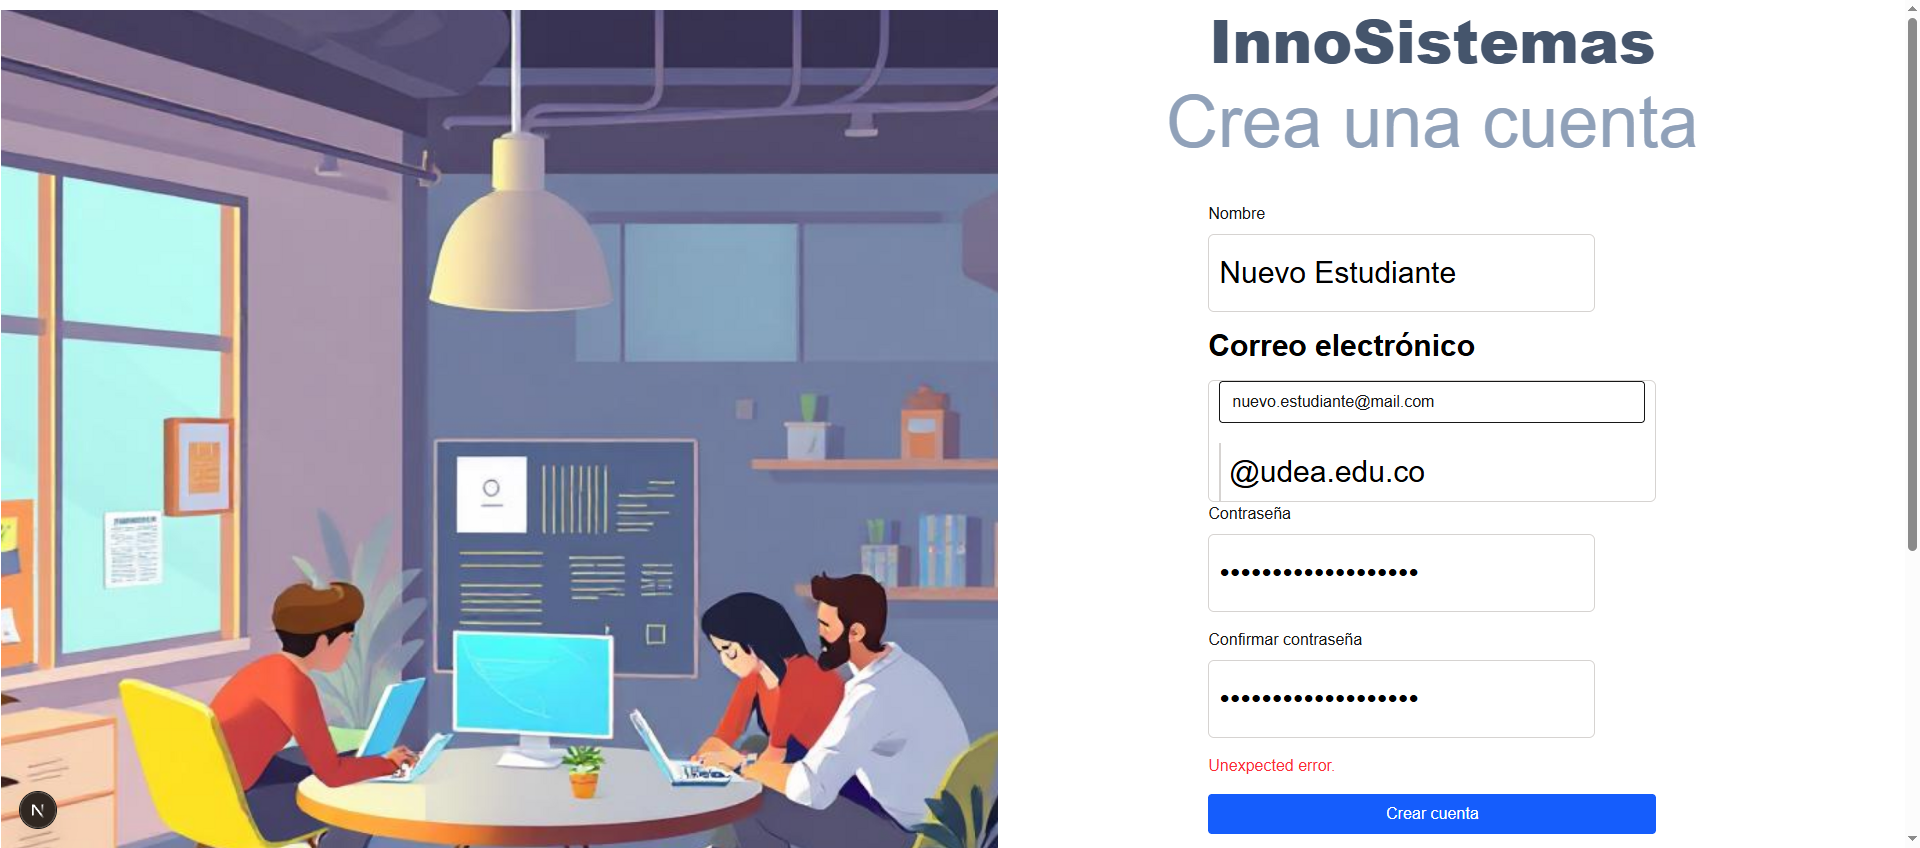 InnoSistemas
Crea una cuenta
Nombre
Nuevo Estudiante
Correo electrónico
nuevo.estudiante@mail.com
@udea.edu.co
Contraseña
•••••••••••••••••••
Confirmar contraseña
•••••••••••••••••••
Unexpected error.
Crear cuenta
N